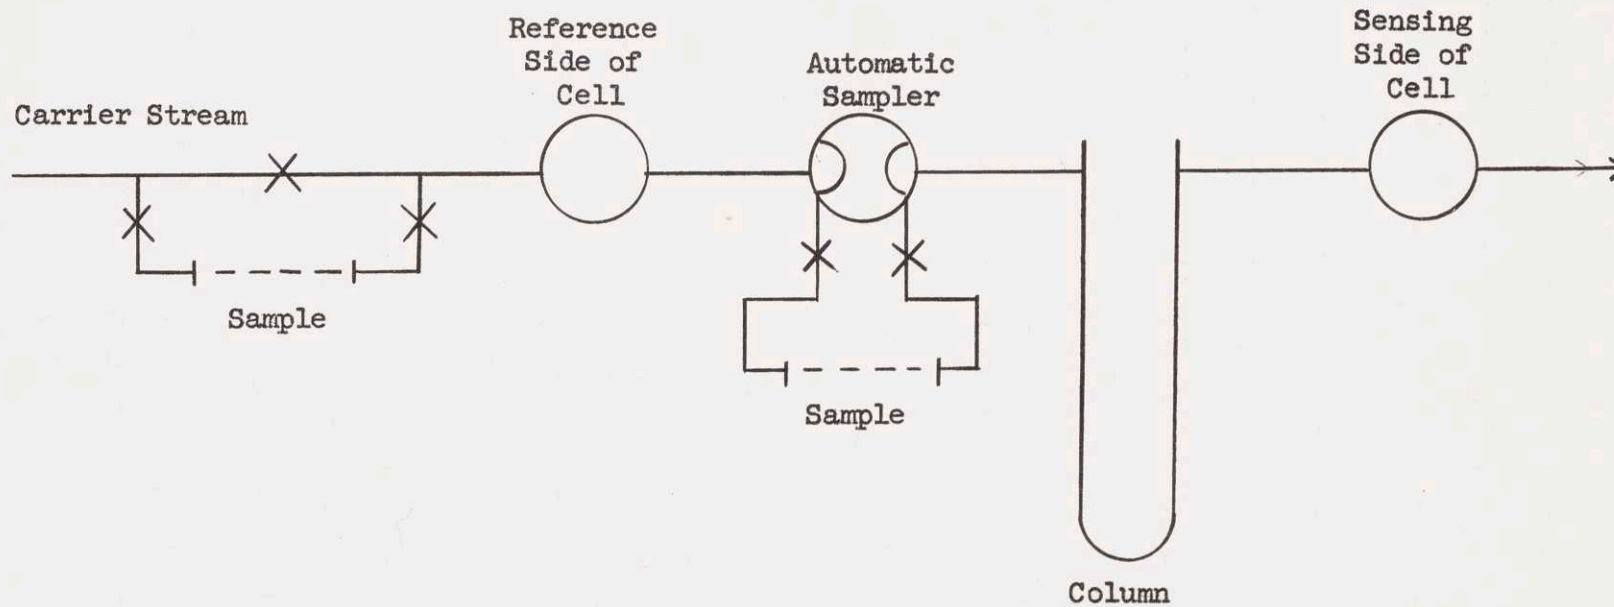 Carrier Stream
Sample
Reference
Side of
Cell
Automatic
Sampler
Sample
Column
Sensing
Side of
Cell